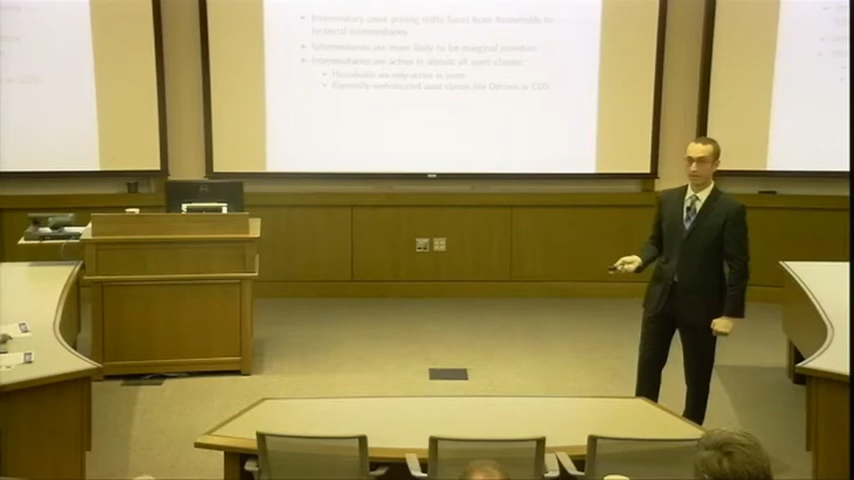 Intermediary asset pricing shifts focus from households to
financial intermediaries
Intermediaries are more likely to be marginal investors
Intermediaries are active in almost all asset classes
Households are only active in some
Especially sophisticated asset classes like Options or CDS